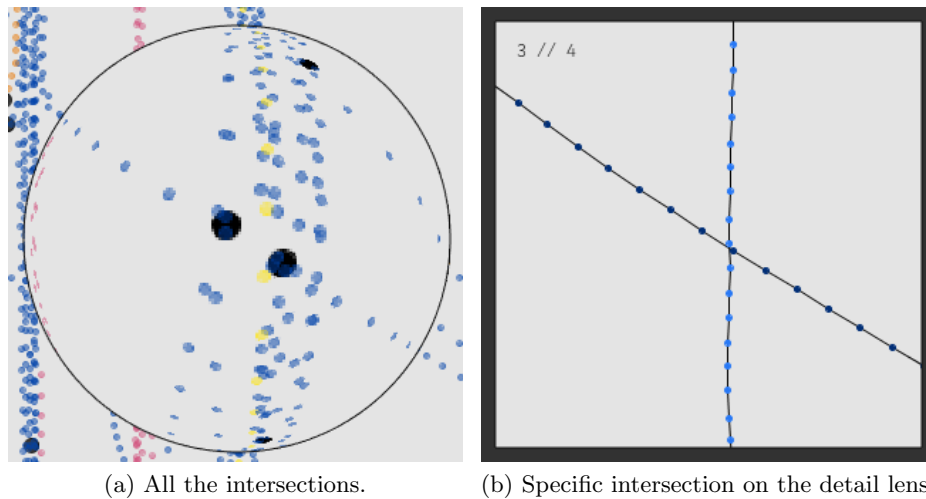 3 // 4
(a) All the intersections.
(b) Specific intersection on the detail lens